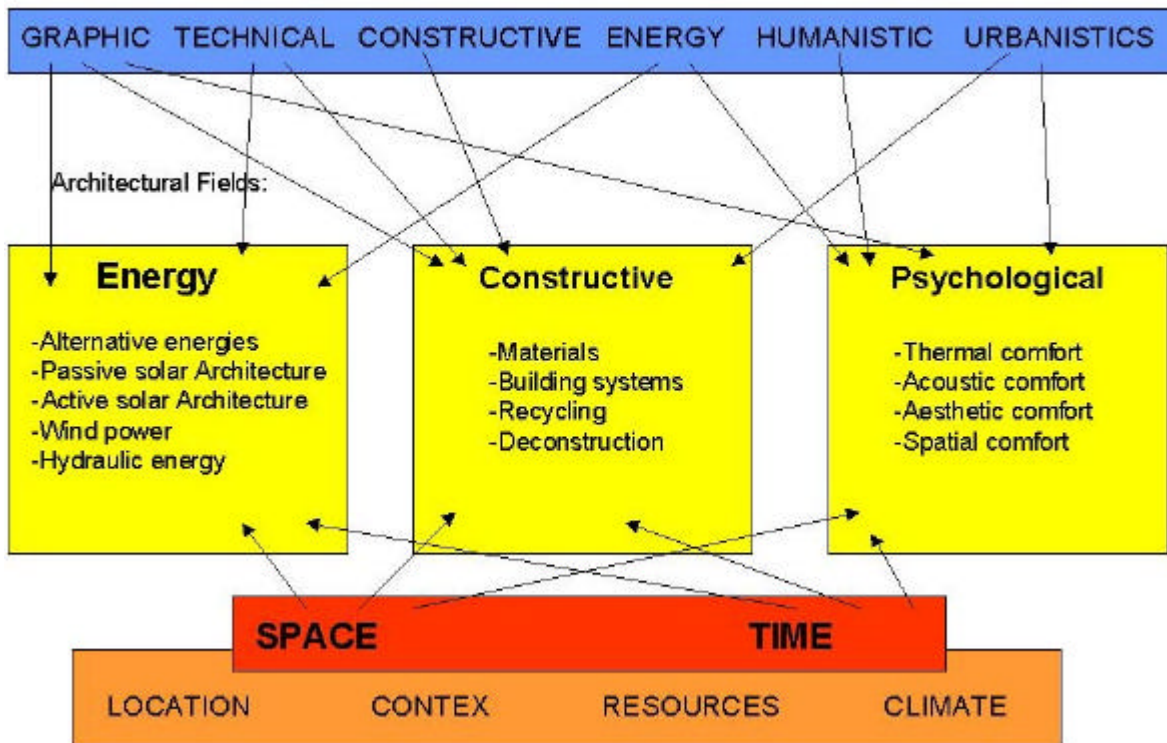 GRAPHIC TECHNICAL CONSTRUCTIVE ENERGY HUMANISTIC URBANISTICS
Architectural Fields:
Energy
-Alternative energies
-Passive solar Architecture
-Active solar Architecture
-Wind power
-Hydraulic energy
Constructive
-Materials
-Building systems
-Recycling
-Deconstruction
Psychological
-Thermal comfort
-Acoustic comfort
-Aesthetic comfort
-Spatial comfort
SPACE TIME
LOCATION CONTEX RESOURCES CLIMATE